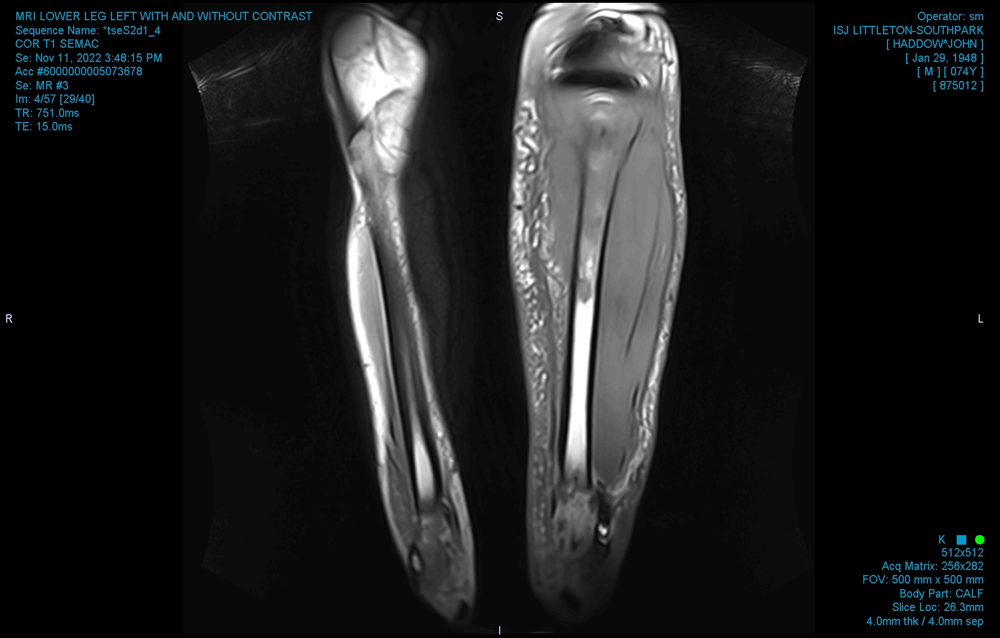 MRI LOWER LEG LEFT WITH AND WITHOUT CONTRAST
Sequence Name: *tseS2d1_4
COR T1 SEMAC
Se: Nov 11, 2022 3:48:15 PM
Acc #6000000005073678
Se: MR #3
Im: 4/57 [29/40]
TR: 751.0ms
TE: 15.0ms
S
Operator: sm
ISJ LITTLETON-SOUTHPARK
[ HADDOW^JOHN ]
[ Jan 29, 1948 ]
[ M ] [ 074Y ]
[ 875012 ]
R
L
K
512x512
Acq Matrix: 256x282
FOV: 500 mm x 500 mm
Body Part: CALF
Slice Loc: 26.3mm
4.0mm thk / 4.0mm sep
I